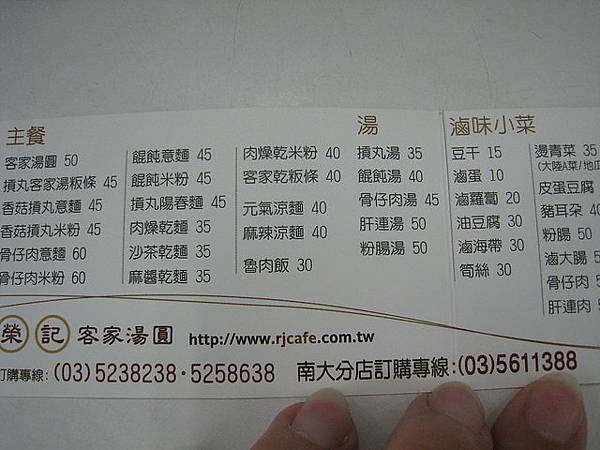 主餐
客家湯圓 50
摃丸客家湯粄條 45
香菇摃丸意麵 45
香菇摃丸米粉 45
骨仔肉意麵 60
骨仔肉米粉 60
餛飩意麵 45
餛飩米粉 45
摃丸陽春麵 45
肉燥乾麵 35
沙茶乾麵 35
麻醬乾麵 35
肉燥乾米粉 40
客家乾粄條 40
元氣涼麵 40
麻辣涼麵 40
魯肉飯 30
湯
摃丸湯 35
餛飩湯 40
骨仔肉湯 45
肝連湯 50
粉腸湯 50
滷味小菜
豆干 15
滷蛋 10
滷蘿蔔 20
油豆腐 30
滷海帶 30
筍絲 30
燙青菜 35
(大陸A菜/地瓜
皮蛋豆腐
豬耳朵 40
粉腸 50
滷大腸
骨仔肉
肝連肉
榮記 客家湯圓 http://www.rjcafe.com.tw
訂購專線:(03)5238238·5258638 南大分店訂購專線:(03)5611388